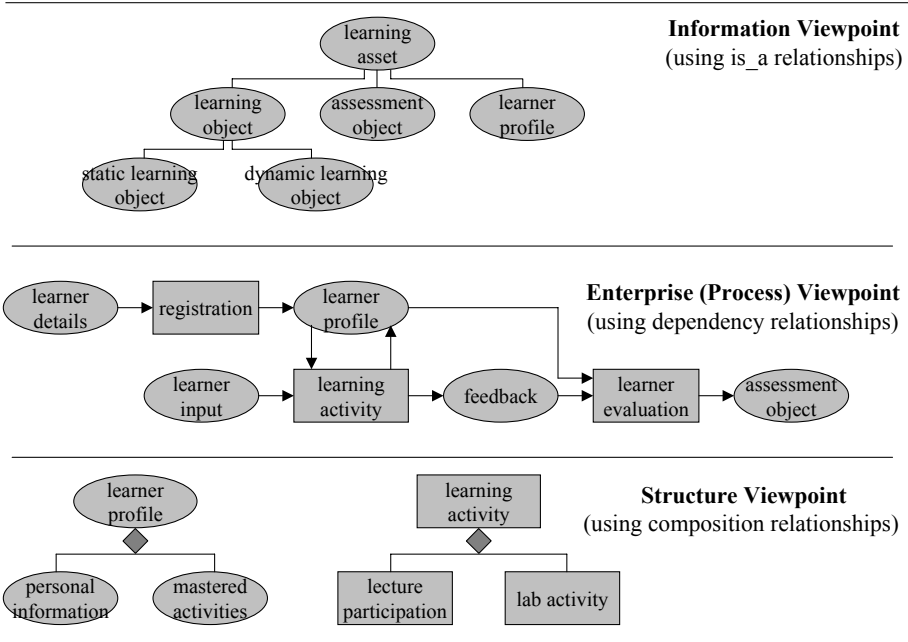 Information Viewpoint
(using is_a relationships)
learning
asset
learning
object
assessment
object
learner
profile
static learning
object
dynamic learning
object
Enterprise (Process) Viewpoint
(using dependency relationships)
learner
details
registration
learner
profile
learner
input
learning
activity
feedback
learner
evaluation
assessment
object
Structure Viewpoint
(using composition relationships)
learner
profile
personal
information
mastered
activities
learning
activity
lecture
participation
lab activity